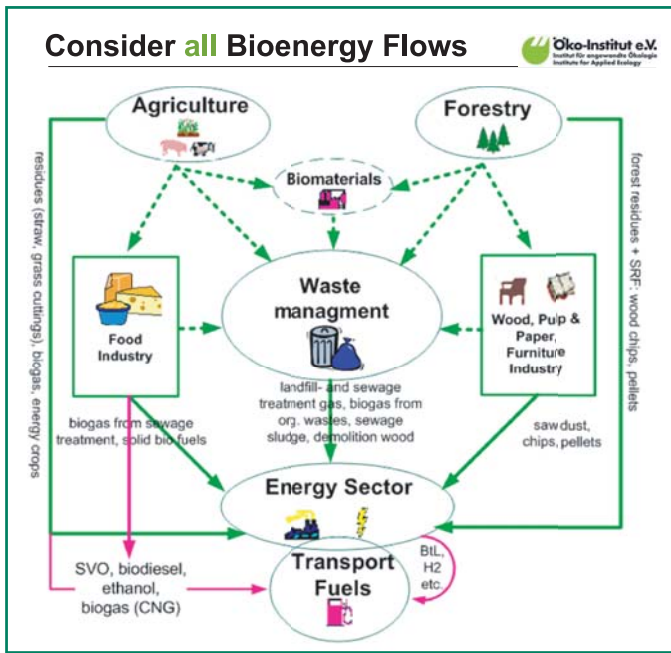 Consider all Bioenergy Flows
Öko-Institut e.V.
Institut für angewandte Ökologie
Institute for Applied Ecology
Agriculture
Forestry
Biomaterials
residues (straw, grass cuttings), biogas, energy crops
forest residues + SRF: wood chips, pellets
Food
Industry
Waste
managment
Wood, Pulp &
Paper,
Furniture
Industry
biogas from sewage
treatment, solid bio fuels
landfill- and sewage
treatment gas, biogas from
org. wastes, sewage
sludge, demolition wood
saw dust,
chips, pellets
Energy Sector
SVO, biodiesel,
ethanol,
biogas (CNG)
Transport
Fuels
BtL,
H2
etc.